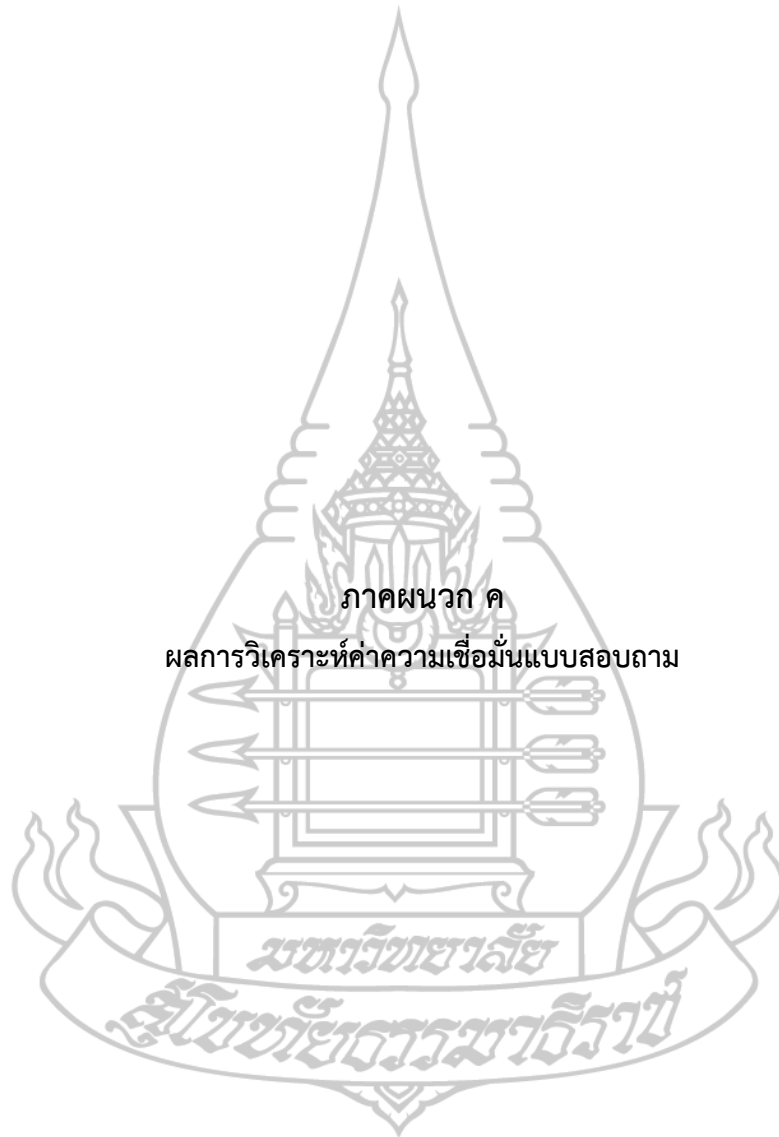 ภาคผนวก ค
ผลการวิเคราะห์ค่าความเชื่อมั่นแบบสอบถาม
มหาวิทยาลัย
สุโขทัยธรรมาธิราช